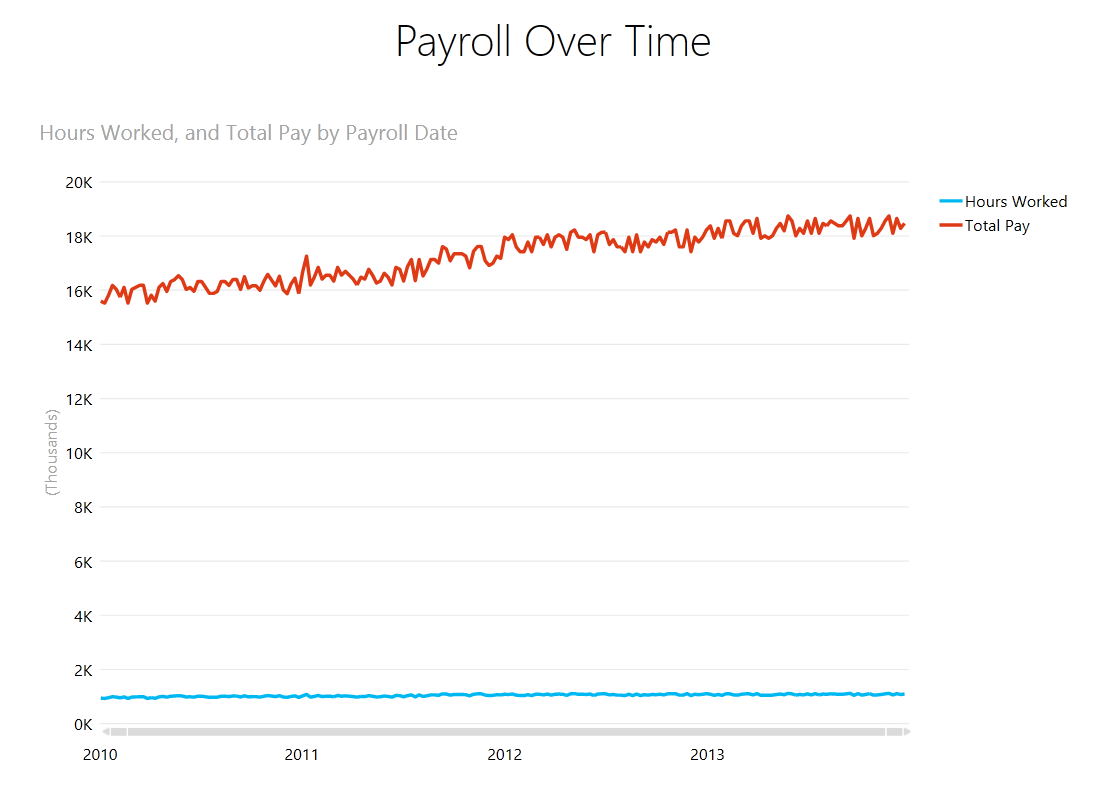 Payroll Over Time
Hours Worked, and Total Pay by Payroll Date
20K
18K
16K
14K
12K
10K
8K
6K
4K
2K
0K
(Thousands)
2010
2011
2012
2013
Hours Worked
Total Pay